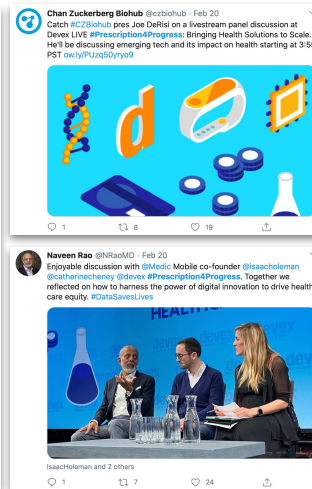 Chan Zuckerberg Biohub @czbiohub · Feb 20
Catch #CZBiohub pres Joe DeRisi on a livestream panel discussion at
Devex LIVE #Prescription4Progress: Bringing Health Solutions to Scale.
He'll be discussing emerging tech and its impact on health starting at 3:55
PST ow.ly/PUzq50yryo9
d
1 8 19
Naveen Rao @NRaoMD · Feb 20
Enjoyable discussion with @Medic Mobile co-founder @isaacholeman
@catherinecheney @devex #Prescription4Progress. Together we
reflected on how to harness the power of digital innovation to drive health
care equity. #DataSavesLives
HEALTH
devex
IsaacHoleman and 2 others
1 7 24